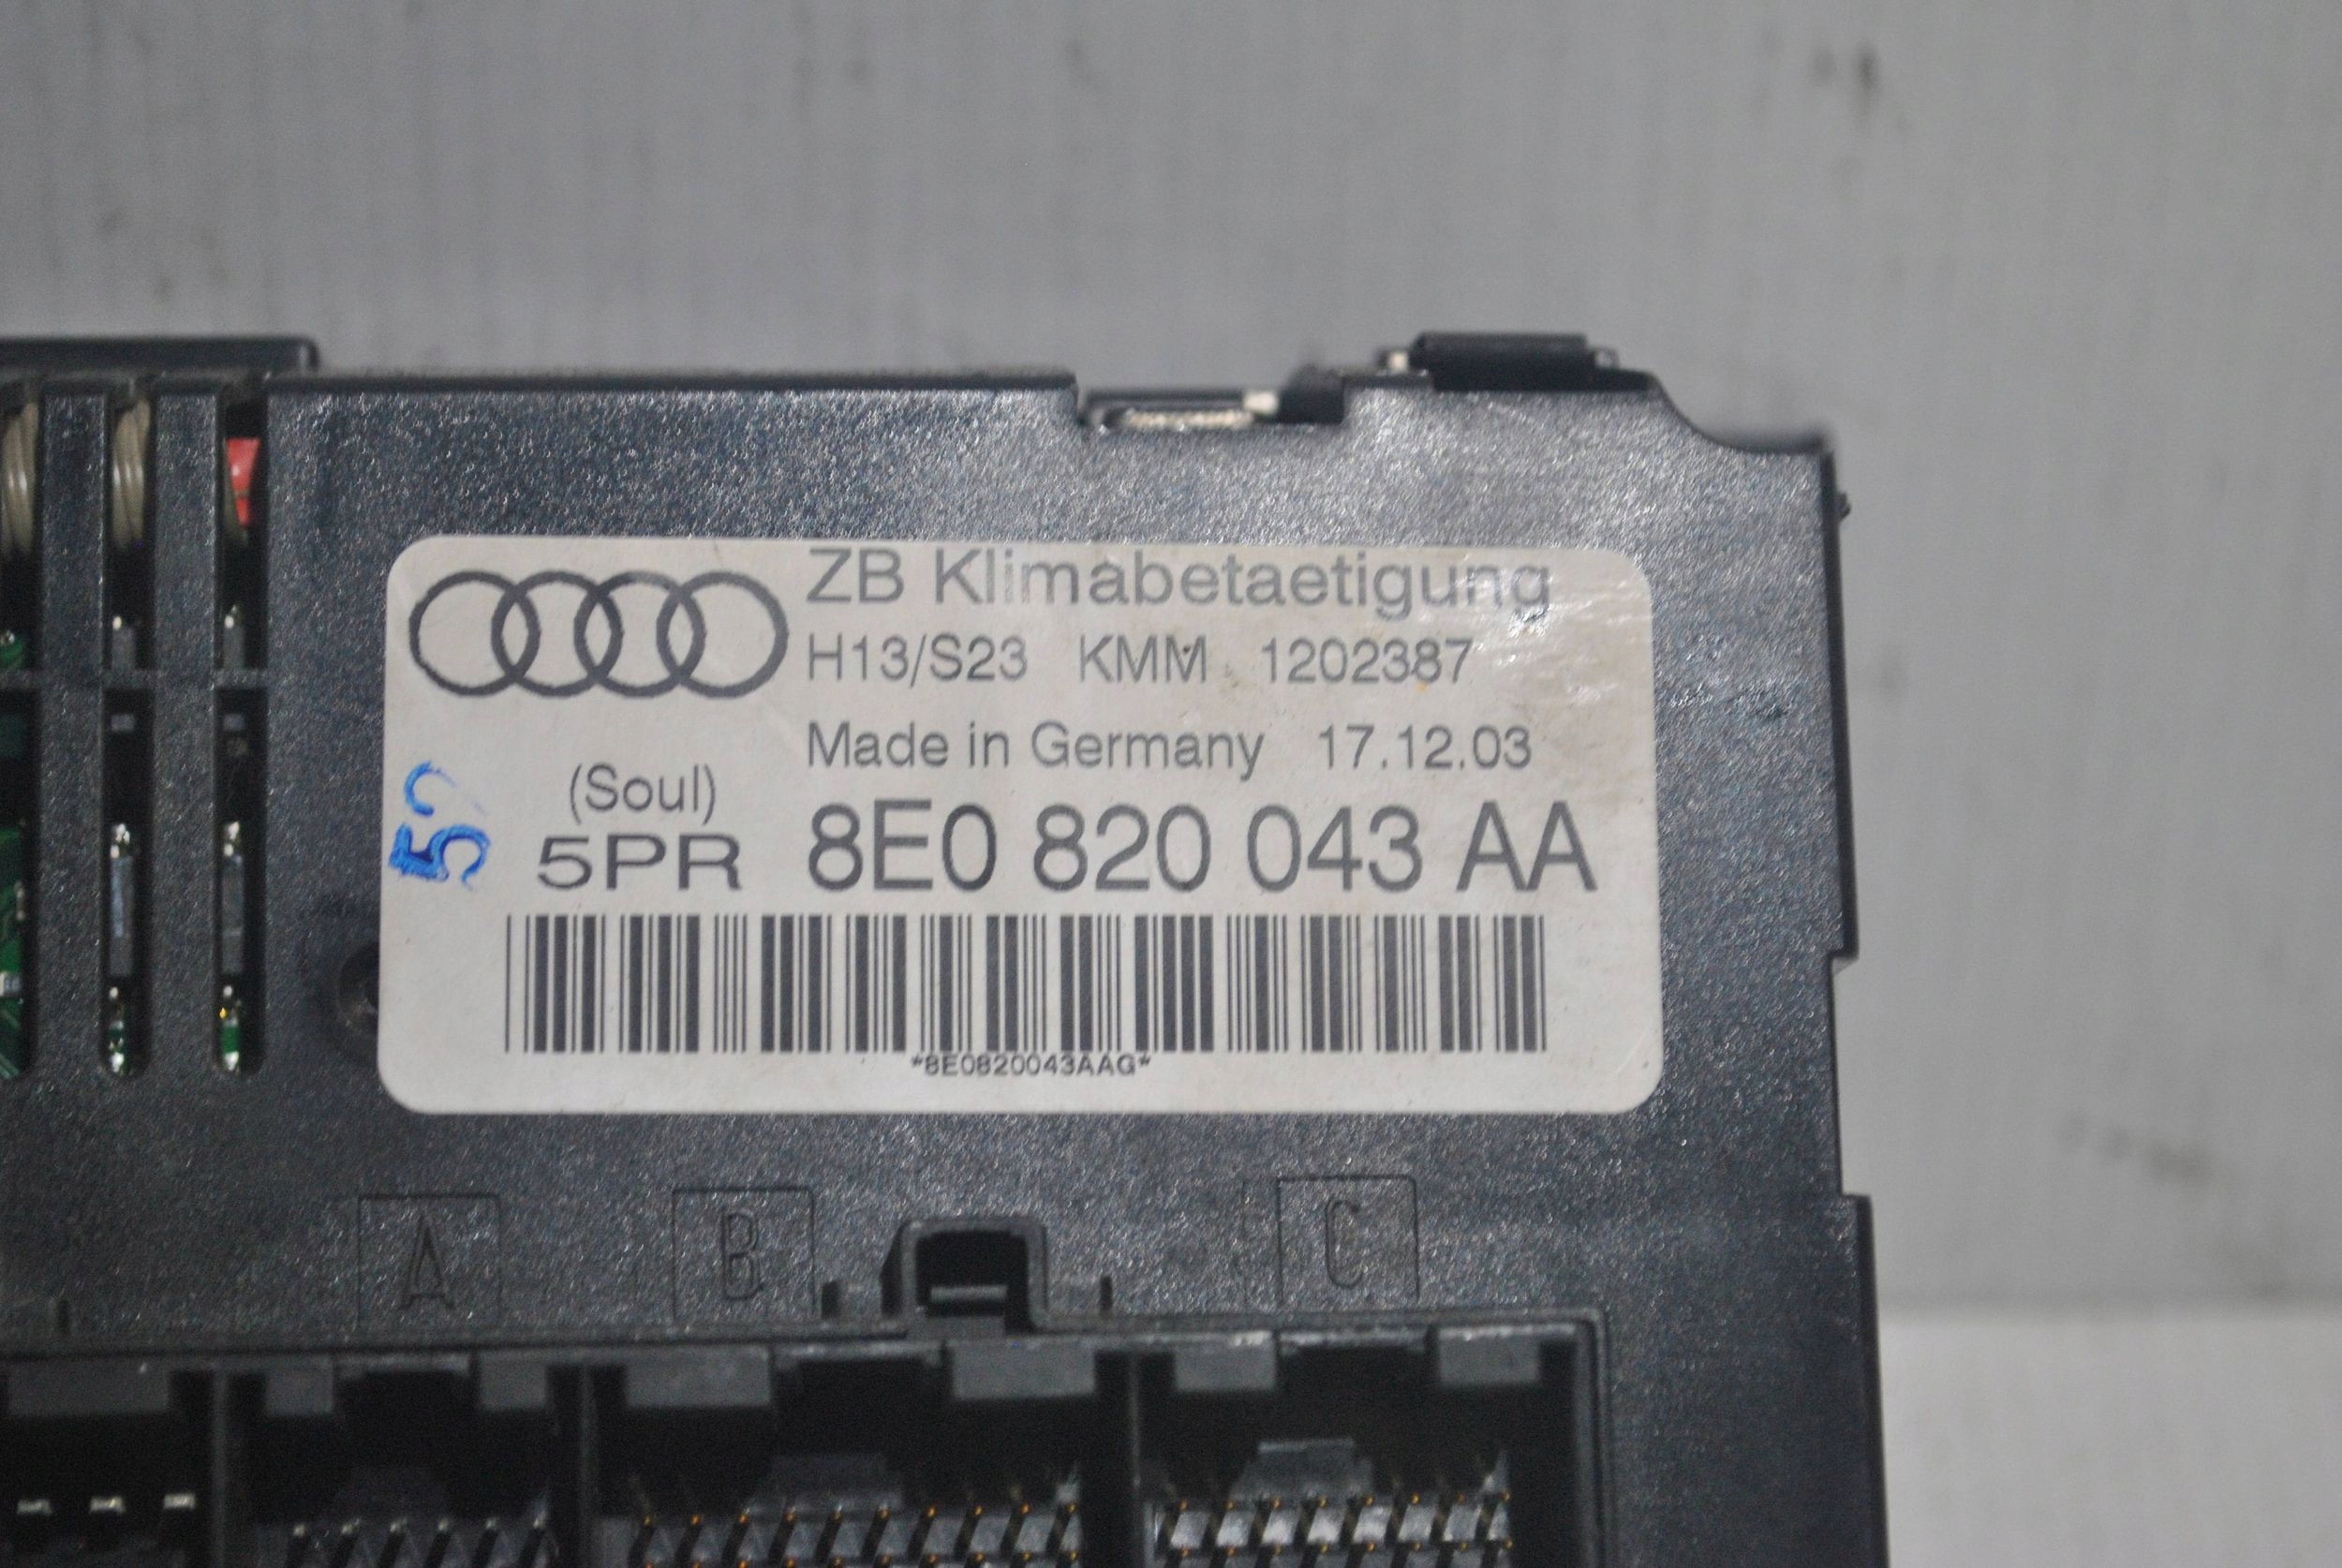 ZB Klimabetaetigung
H13/S23 KMM 1202387
Made in Germany 17.12.03
(Soul)
5PR 8E0 820 043 AA
*8E0820043AAG*
A B C